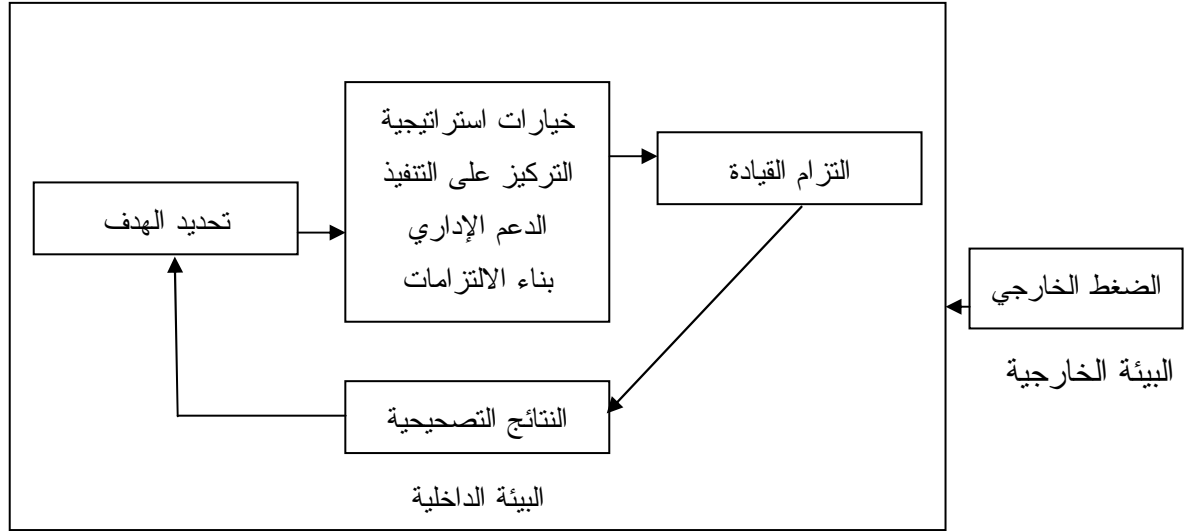 خيارات استراتيجية
التركيز على التنفيذ
الدعم الإداري
بناء الالتزامات
التزام القيادة
تحديد الهدف
الضغط الخارجي
البيئة الخارجية
النتائج التصحيحية
البيئة الداخلية